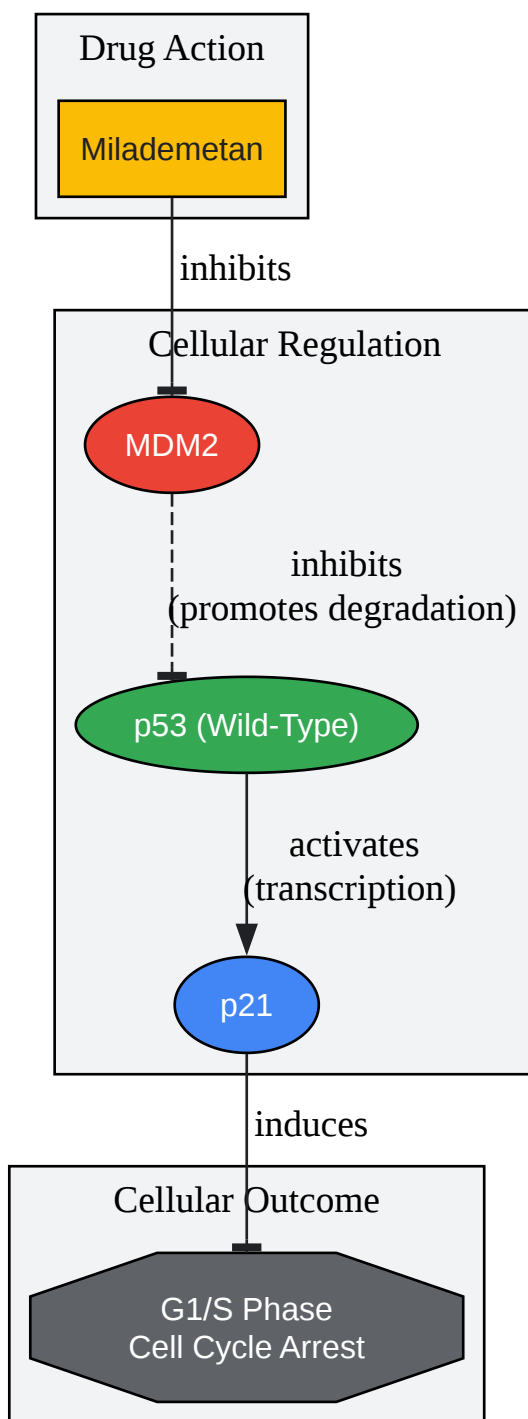 Drug Action
Milademetan
inhibits
Cellular Regulation
MDM2
inhibits
(promotes degradation)
p53 (Wild-Type)
activates
(transcription)
p21
induces
Cellular Outcome
G1/S Phase
Cell Cycle Arrest